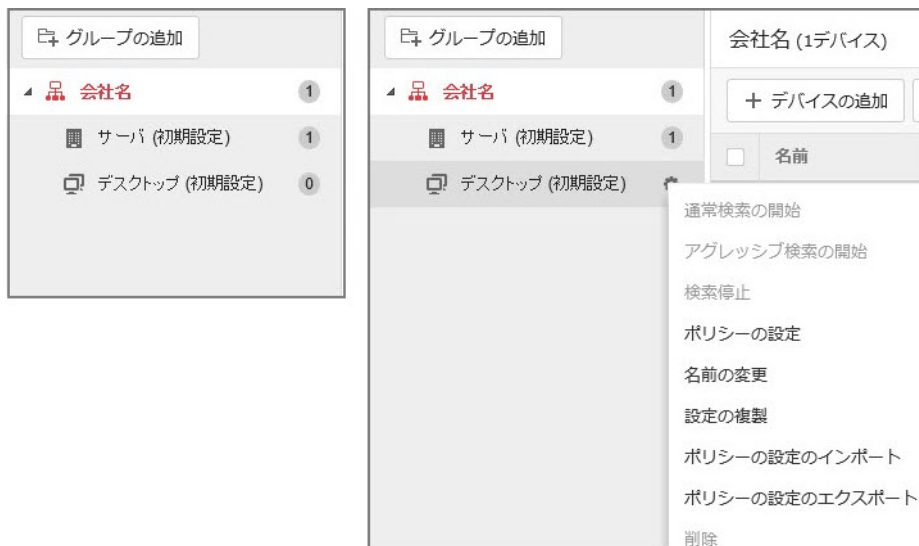 グループの追加
会社名 1
サーバ (初期設定) 1
デスクトップ (初期設定) 0
グループの追加
会社名 1
サーバ (初期設定) 1
デスクトップ (初期設定)
会社名 (1デバイス)
+ デバイスの追加
名前
通常検索の開始
アグレッシブ検索の開始
検索停止
ポリシーの設定
名前の変更
設定の複製
ポリシーの設定のインポート
ポリシーの設定のエクスポート
削除